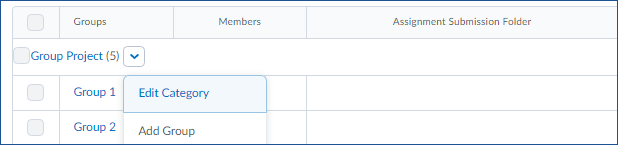 Groups Members Assignment Submission Folder
Group Project (5)
Group 1
Edit Category
Group 2
Add Group